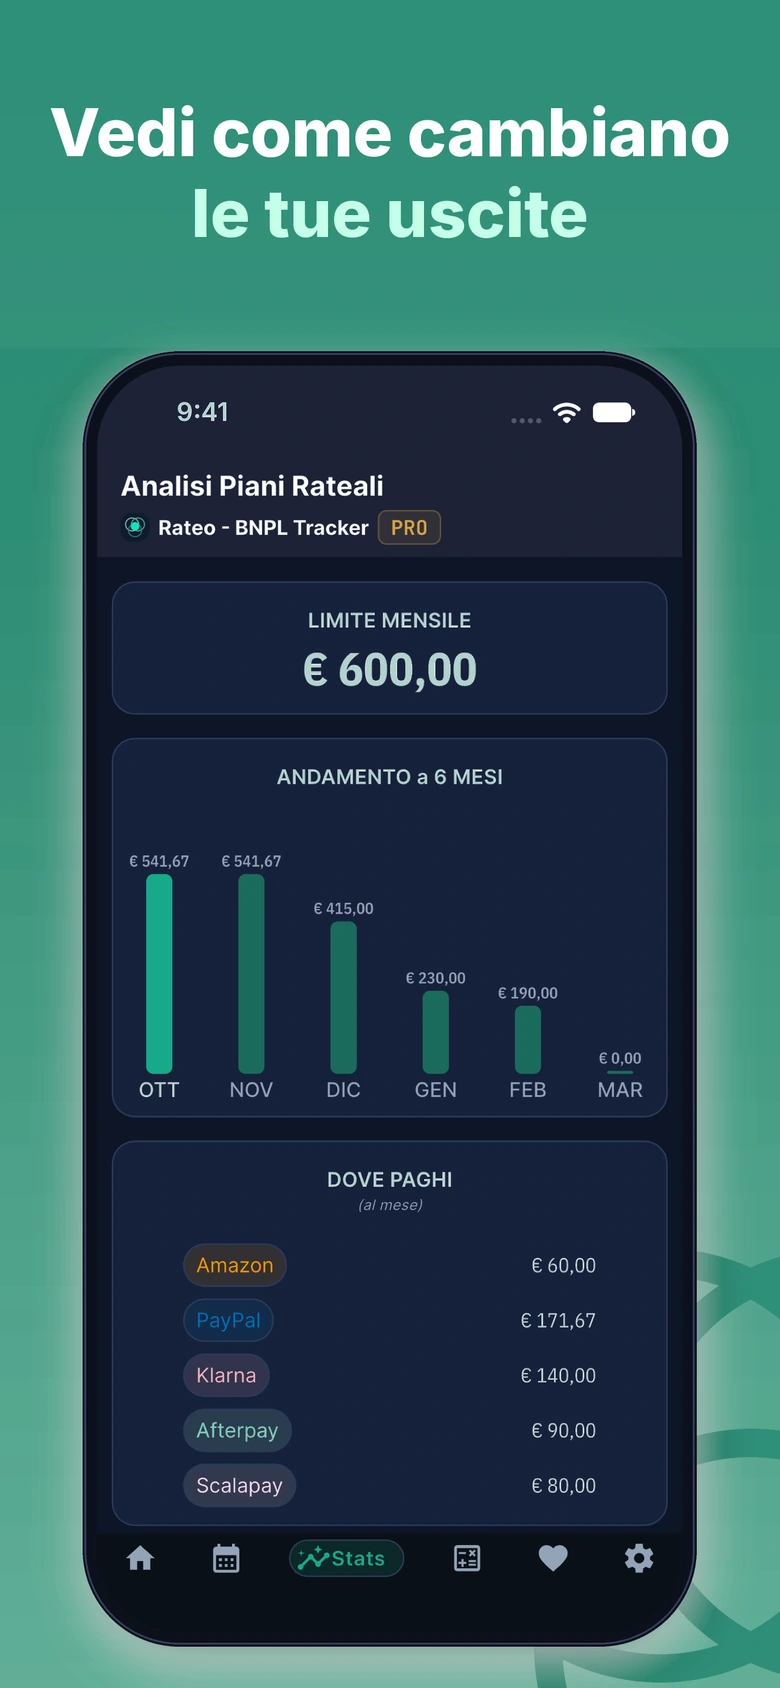 Vedi come cambiano
le tue uscite
9:41
Analisi Piani Rateali
Rateo - BNPL Tracker PRO
LIMITE MENSILE
€ 600,00
ANDAMENTO a 6 MESI
€ 541,67 € 541,67 € 415,00 € 230,00 € 190,00 € 0,00
OTT NOV DIC GEN FEB MAR
DOVE PAGHI
(al mese)
Amazon € 60,00
PayPal € 171,67
Klarna € 140,00
Afterpay € 90,00
Scalapay € 80,00
Stats